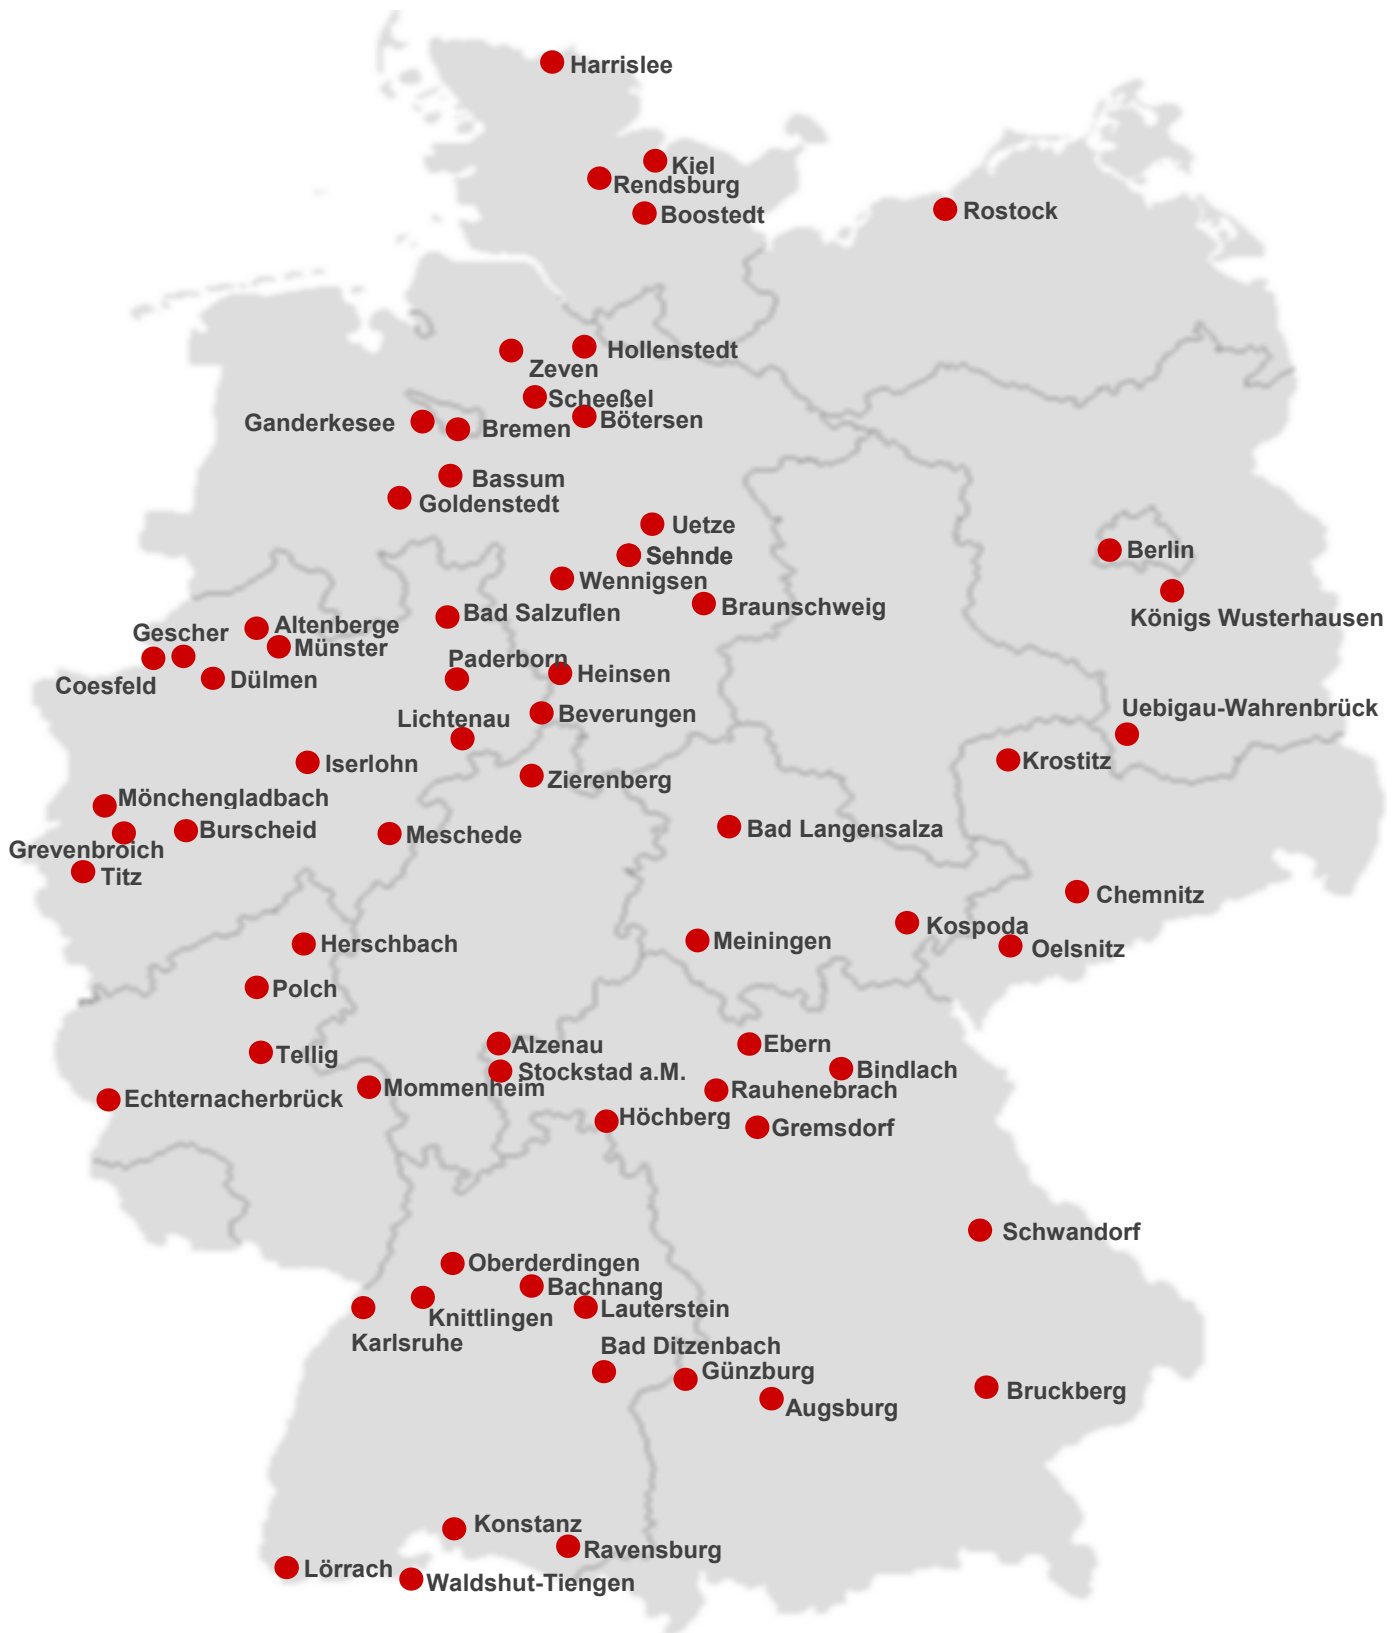 Harrislee
Kiel
Rendsburg
Boostedt
Rostock
Hollenstedt
Zeven
Scheeßel
Bötersen
Ganderkesee
Bremen
Bassum
Goldenstedt
Uetze
Sehnde
Berlin
Wennigsen
Braunschweig
Bad Salzuflen
Königs Wusterhausen
Altenberge
Gescher
Münster
Paderborn
Heinsen
Dülmen
Coesfeld
Uebigau-Wahrenbrück
Beverungen
Lichtenau
Iserlohn
Krostitz
Zierenberg
Mönchengladbach
Burscheid
Bad Langensalza
Meschede
Grevenbroich
Titz
Chemnitz
Kospoda
Meiningen
Herschbach
Oelsnitz
Polch
Alzenau
Ebern
Tellig
Stockstad a.M.
Bindlach
Mommenheim
Rauhenebrach
Echternacherbrück
Höchberg
Gremsdorf
Schwandorf
Oberderdingen
Bachnang
Lauterstein
Knittlingen
Karlsruhe
Bad Ditzenbach
Günzburg
Bruckberg
Augsburg
Konstanz
Ravensburg
Lörrach
Waldshut-Tiengen